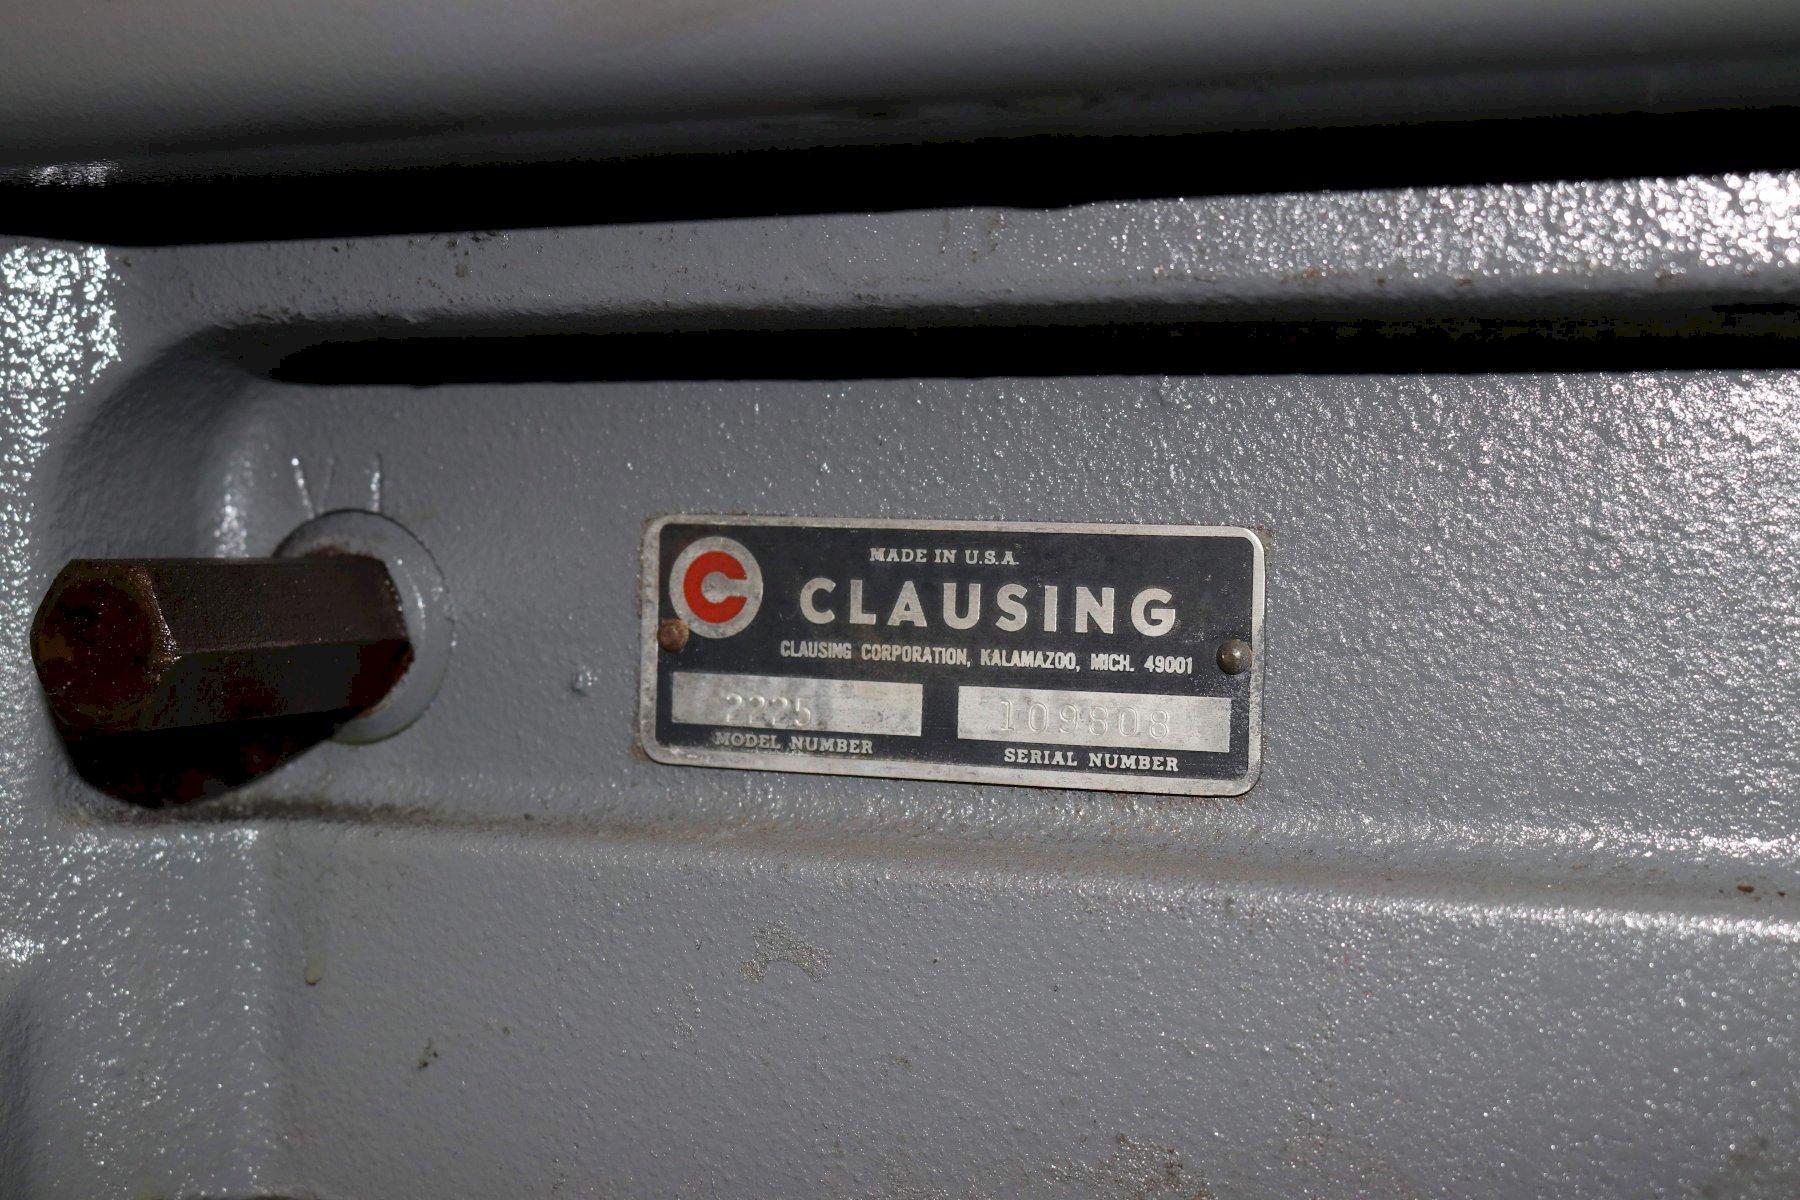 MADE IN U.S.A.
CLAUSING
CLAUSING CORPORATION, KALAMAZOO, MICH. 49001
2225 109808
MODEL NUMBER SERIAL NUMBER